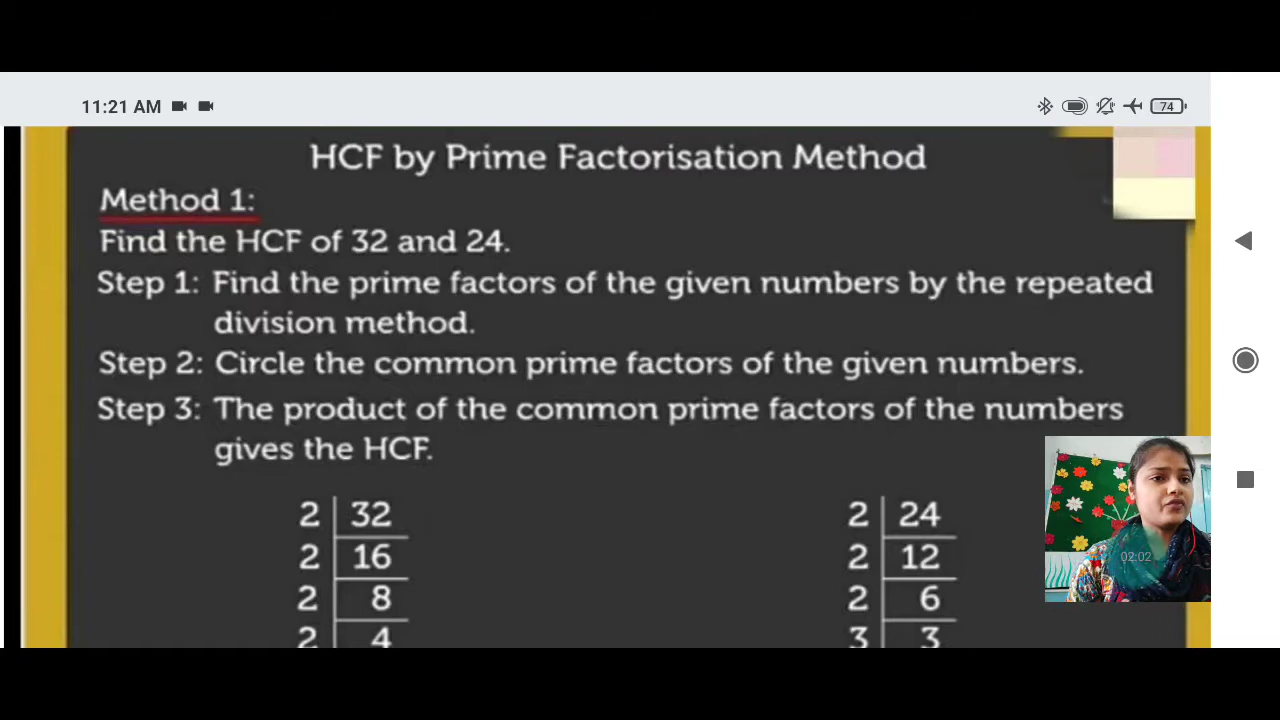 11:21 AM
74
HCF by Prime Factorisation Method
Method 1:
Find the HCF of 32 and 24.
Step 1: Find the prime factors of the given numbers by the repeated
division method.
Step 2: Circle the common prime factors of the given numbers.
Step 3: The product of the common prime factors of the numbers
gives the HCF.
2 32 2 24
2 16 2 12
2 8 2 6
2 4 3 3
02:02